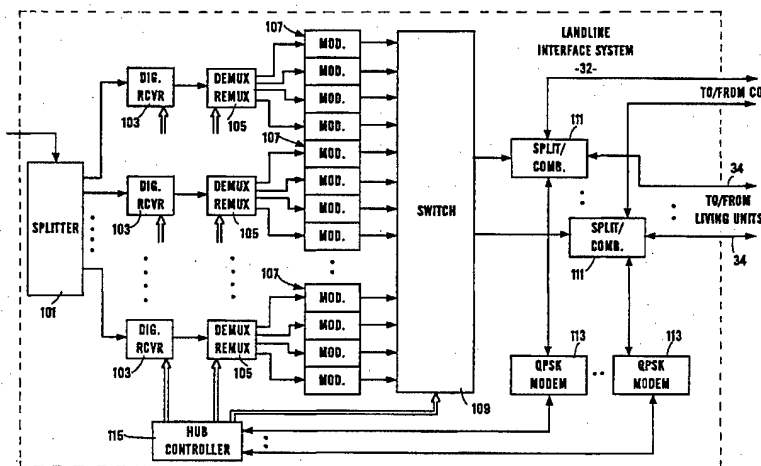 107
MOD.
MOD.
MOD.
MOD.
107
MOD.
MOD.
MOD.
MOD.
107
MOD.
MOD.
MOD.
MOD.
DIG.
RCVR
103
DEMUX
REMUX
105
DIG.
RCVR
103
DEMUX
REMUX
105
DIG.
RCVR
103
DEMUX
REMUX
105
SPLITTER
101
SWITCH
109
LANDLINE
INTERFACE SYSTEM
-32-
TO/FROM CO
111
SPLIT/
COMB.
34
TO/FROM
LIVING UNITS
SPLIT/
COMB.
111
34
113
QPSK
MODEM
113
QPSK
MODEM
HUB
CONTROLLER
115